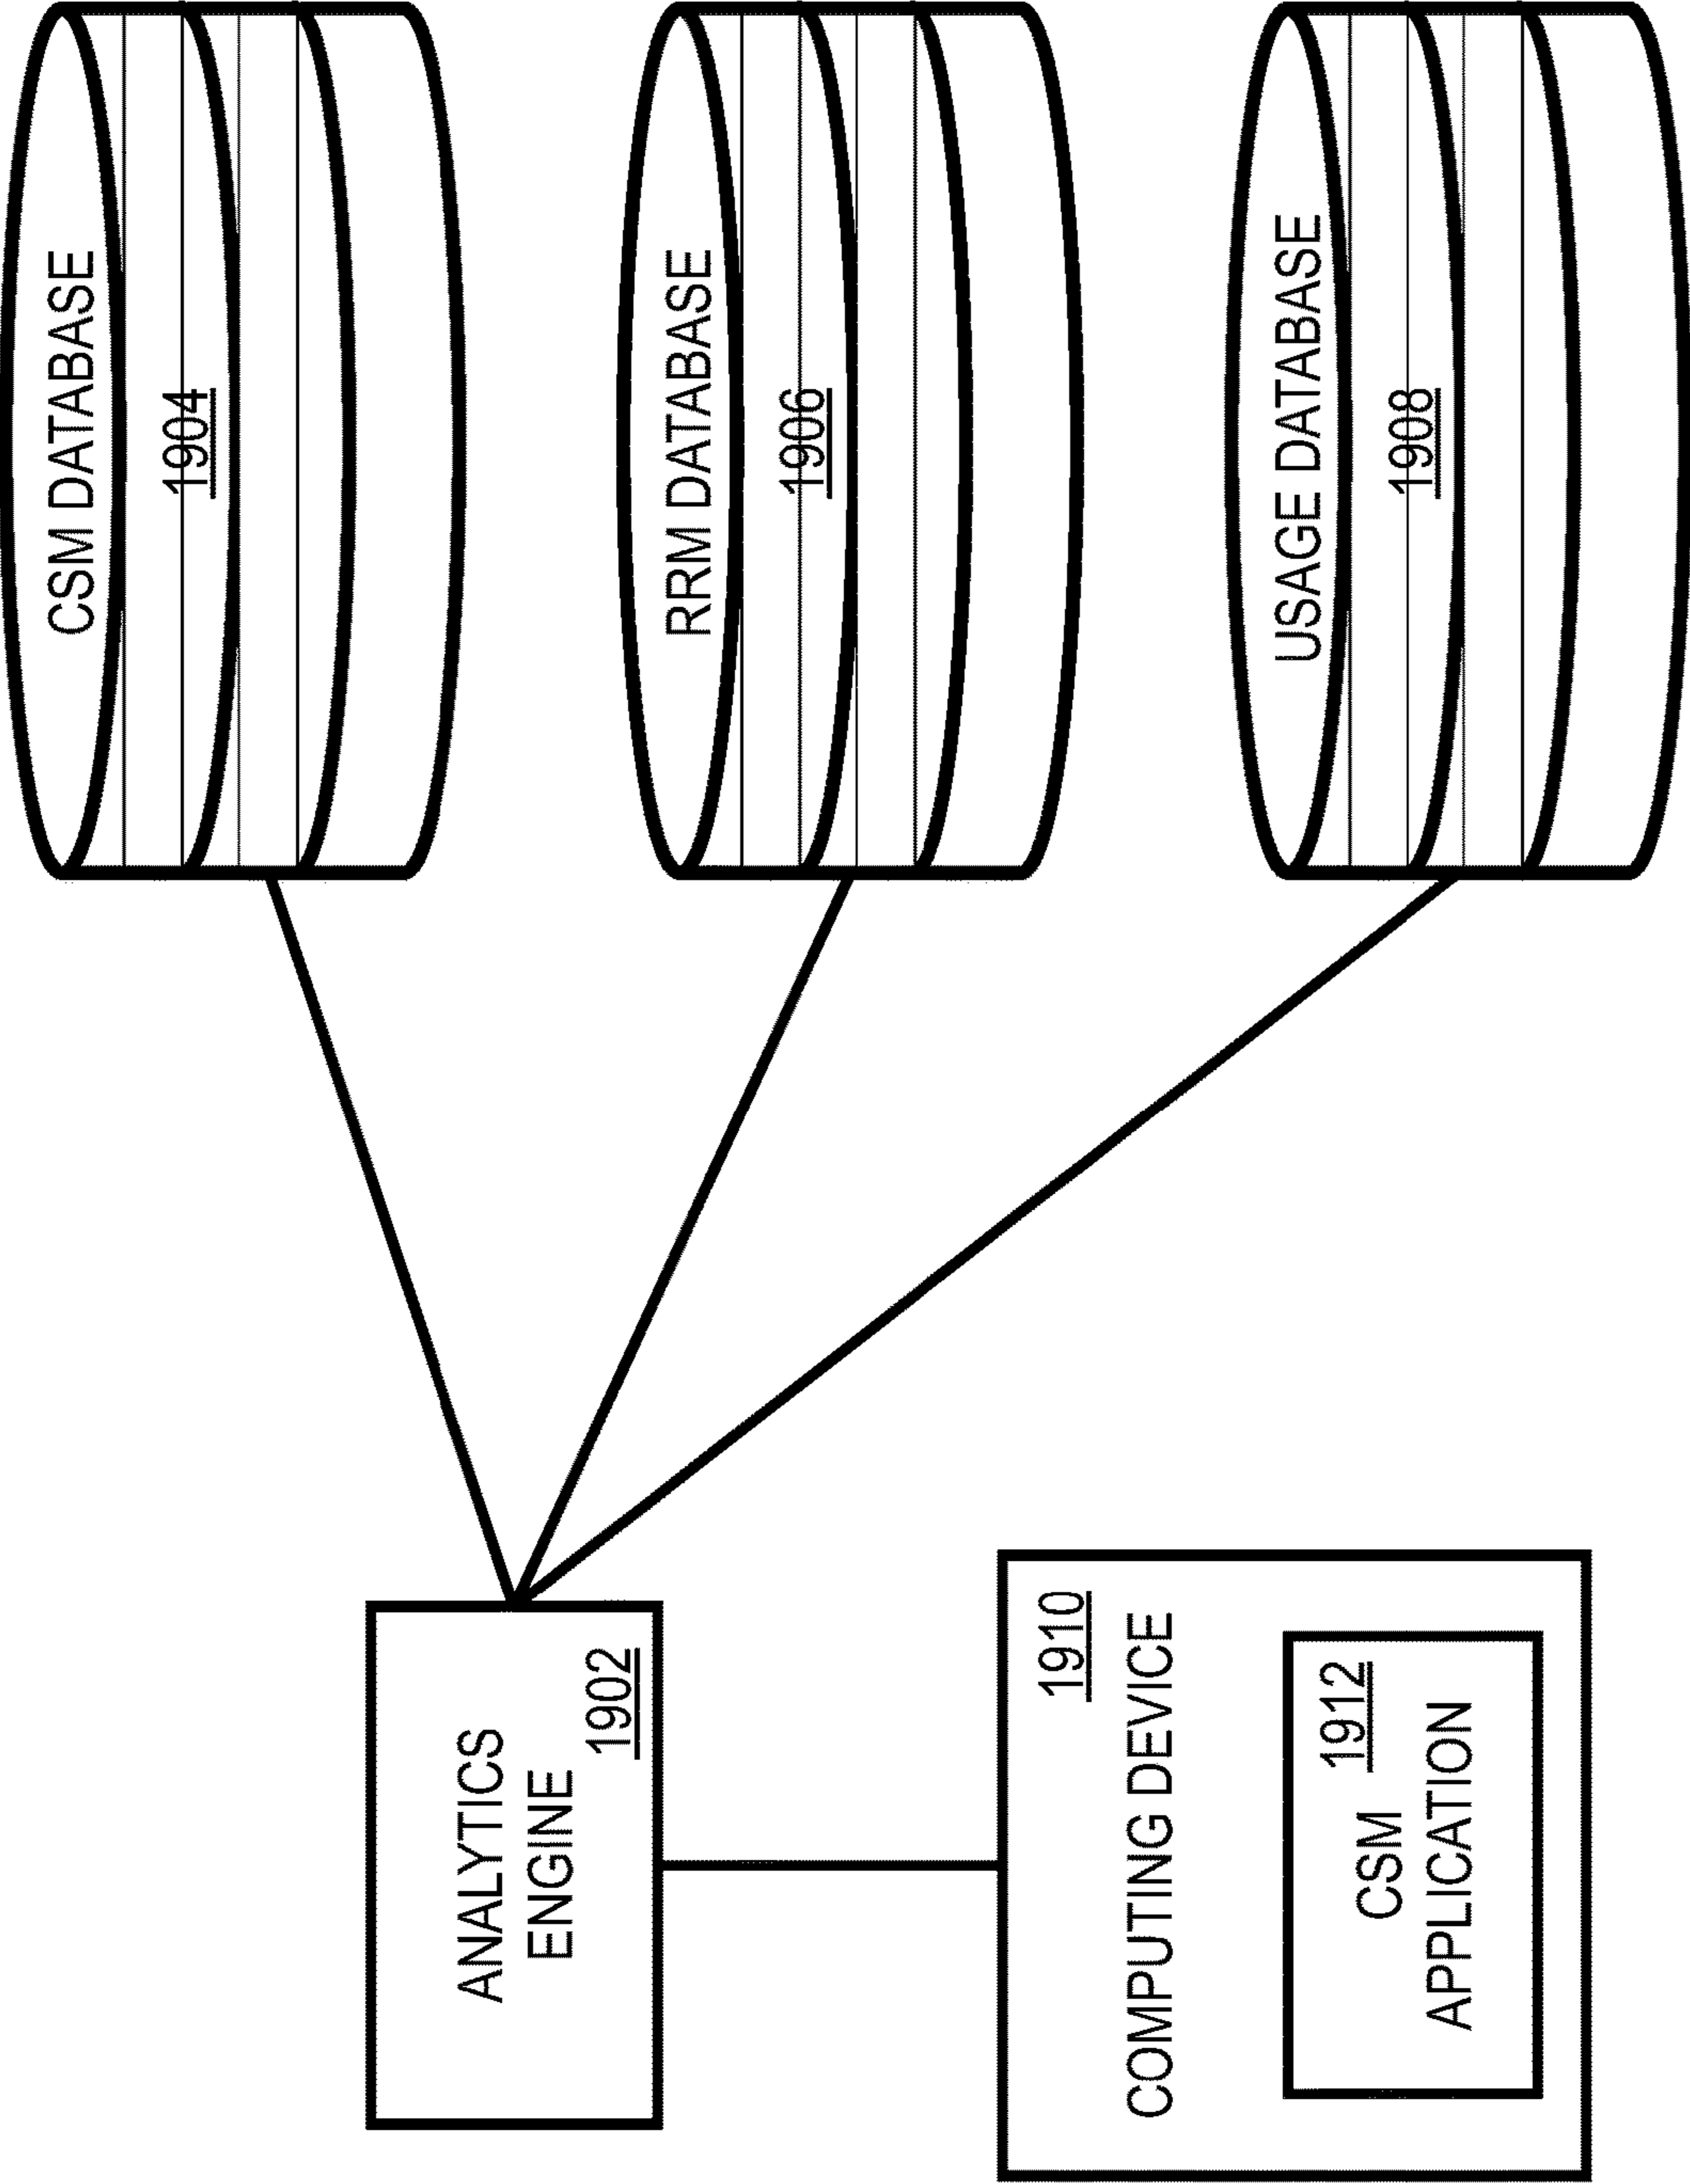 ANALYTICS
ENGINE
1902
COMPUTING DEVICE
1910
CSM
APPLICATION
1912
CSM DATABASE
1904
RRM DATABASE
1906
USAGE DATABASE
1908